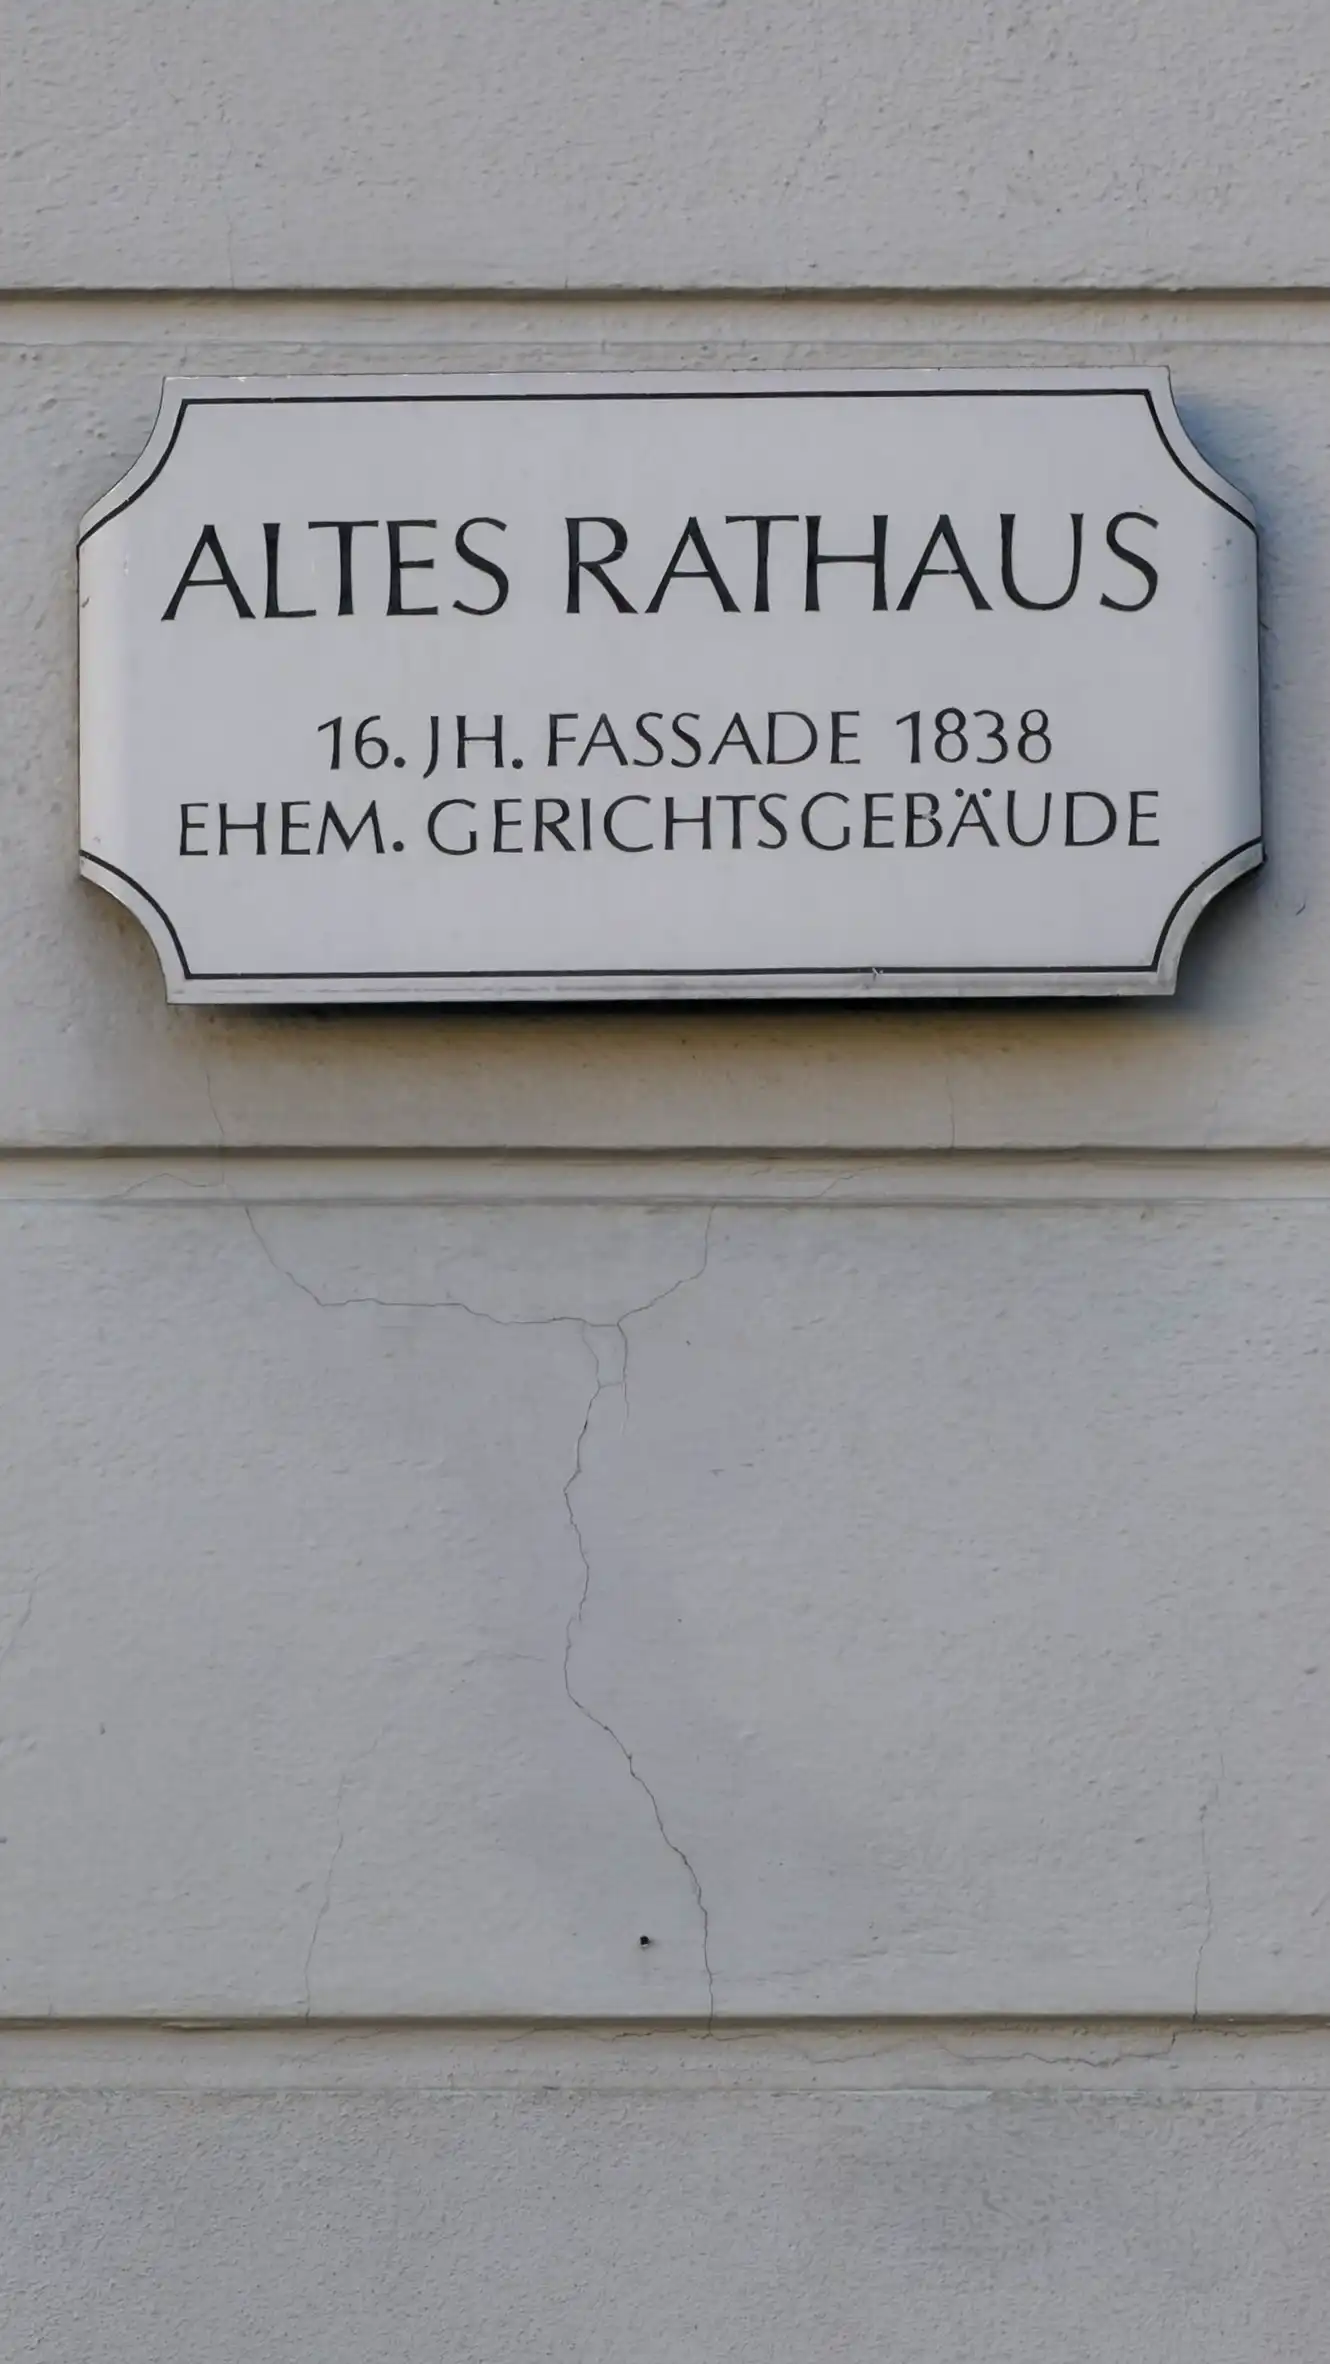 ALTES RATHAUS
16. JH. FASSADE 1838
EHEM. GERICHTSGEBÄUDE